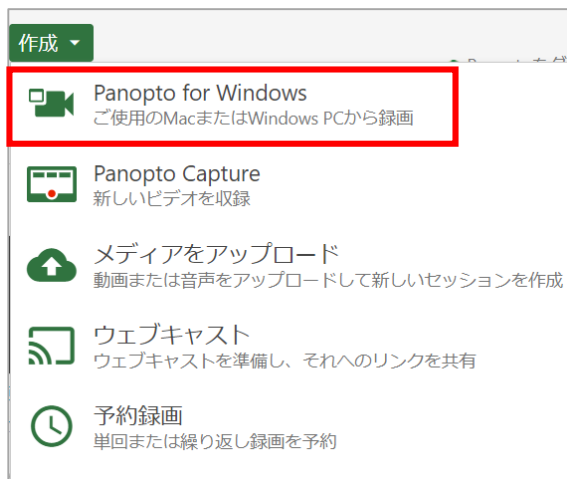 作成
Panopto for Windows
ご使用のMacまたはWindows PCから録画
Panopto Capture
新しいビデオを収録
メディアをアップロード
動画または音声をアップロードして新しいセッションを作成
ウェブキャスト
ウェブキャストを準備し、それへのリンクを共有
予約録画
単回または繰り返し録画を予約